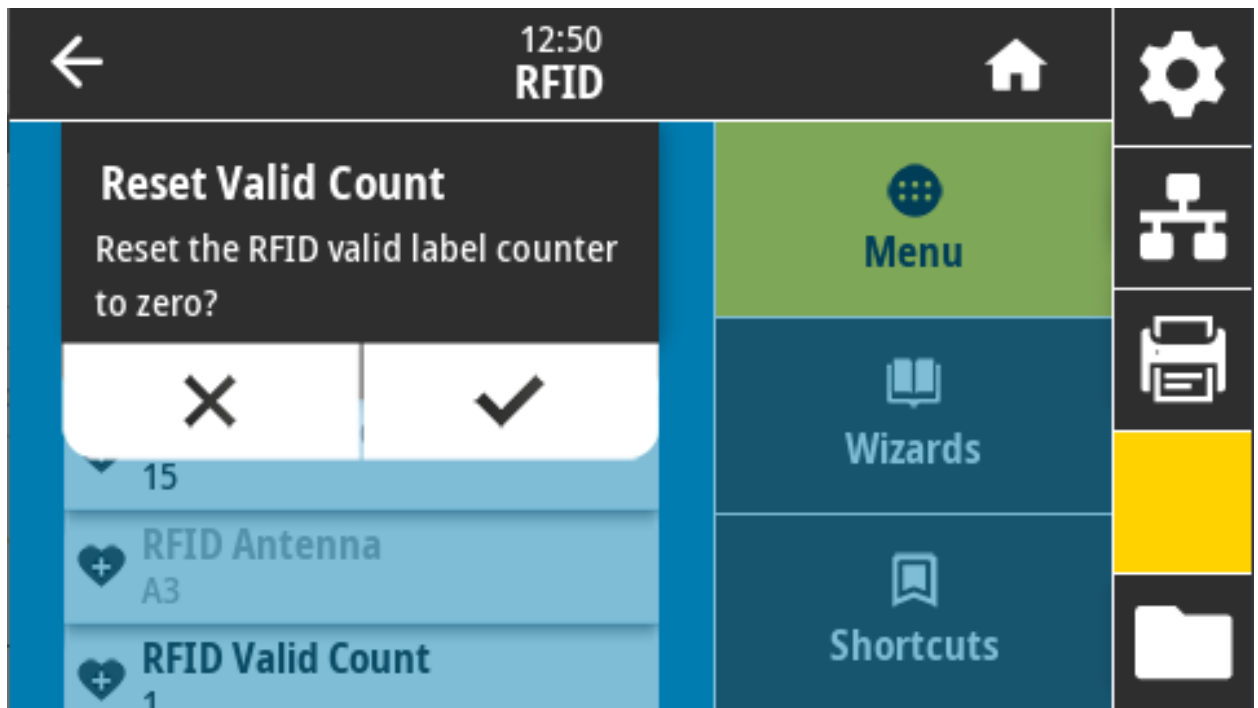 12:50
RFID
Reset Valid Count
Reset the RFID valid label counter
to zero?
15
RFID Antenna
A3
RFID Valid Count
1
Menu
Wizards
Shortcuts